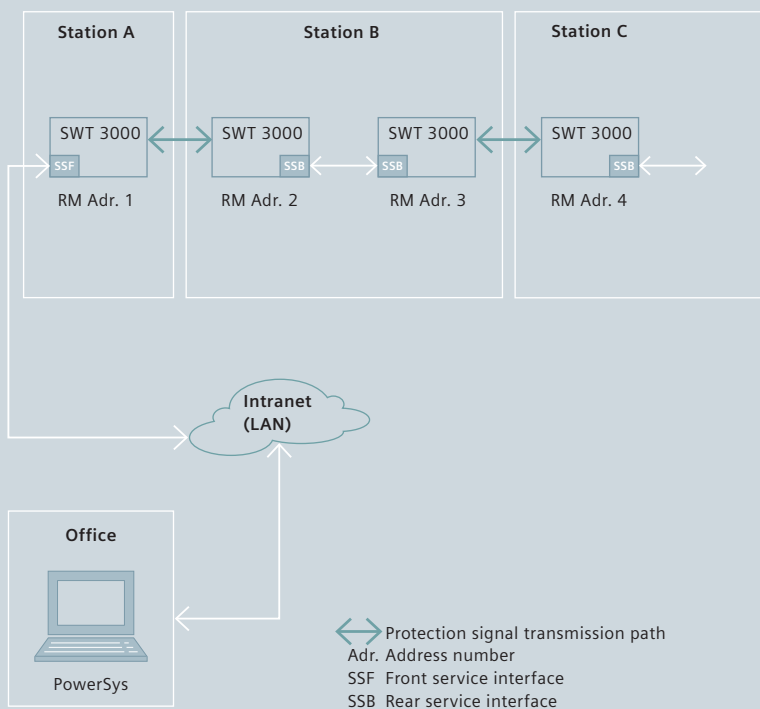 Station A
Station B
Station C
SWT 3000
SWT 3000
SWT 3000
SWT 3000
SSF
SSB
SSB
SSB
RM Adr. 1
RM Adr. 2
RM Adr. 3
RM Adr. 4
Intranet
(LAN)
Office
PowerSys
Protection signal transmission path
Adr. Address number
SSF Front service interface
SSB Rear service interface